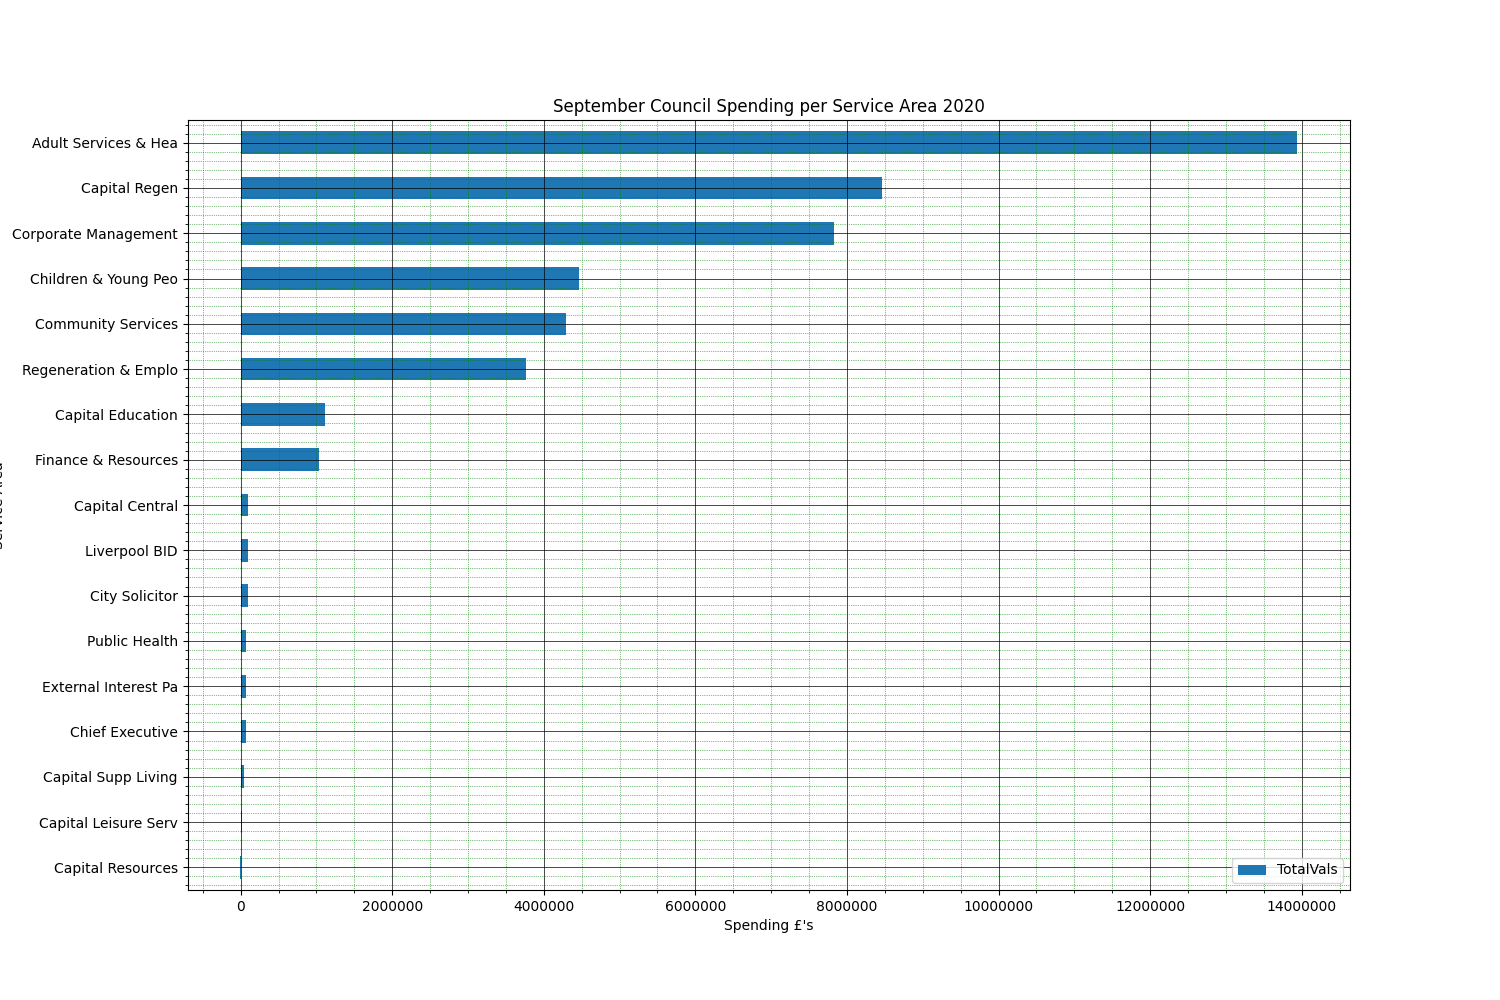 September Council Spending per Service Area 2020
Adult Services & Hea
Capital Regen
Corporate Management
Children & Young Peo
Community Services
Regeneration & Emplo
Capital Education
Finance & Resources
Capital Central
Liverpool BID
City Solicitor
Public Health
External Interest Pa
Chief Executive
Capital Supp Living
Capital Leisure Serv
Capital Resources
TotalVals
0 2000000 4000000 6000000 8000000 10000000 12000000 14000000
Spending £'s